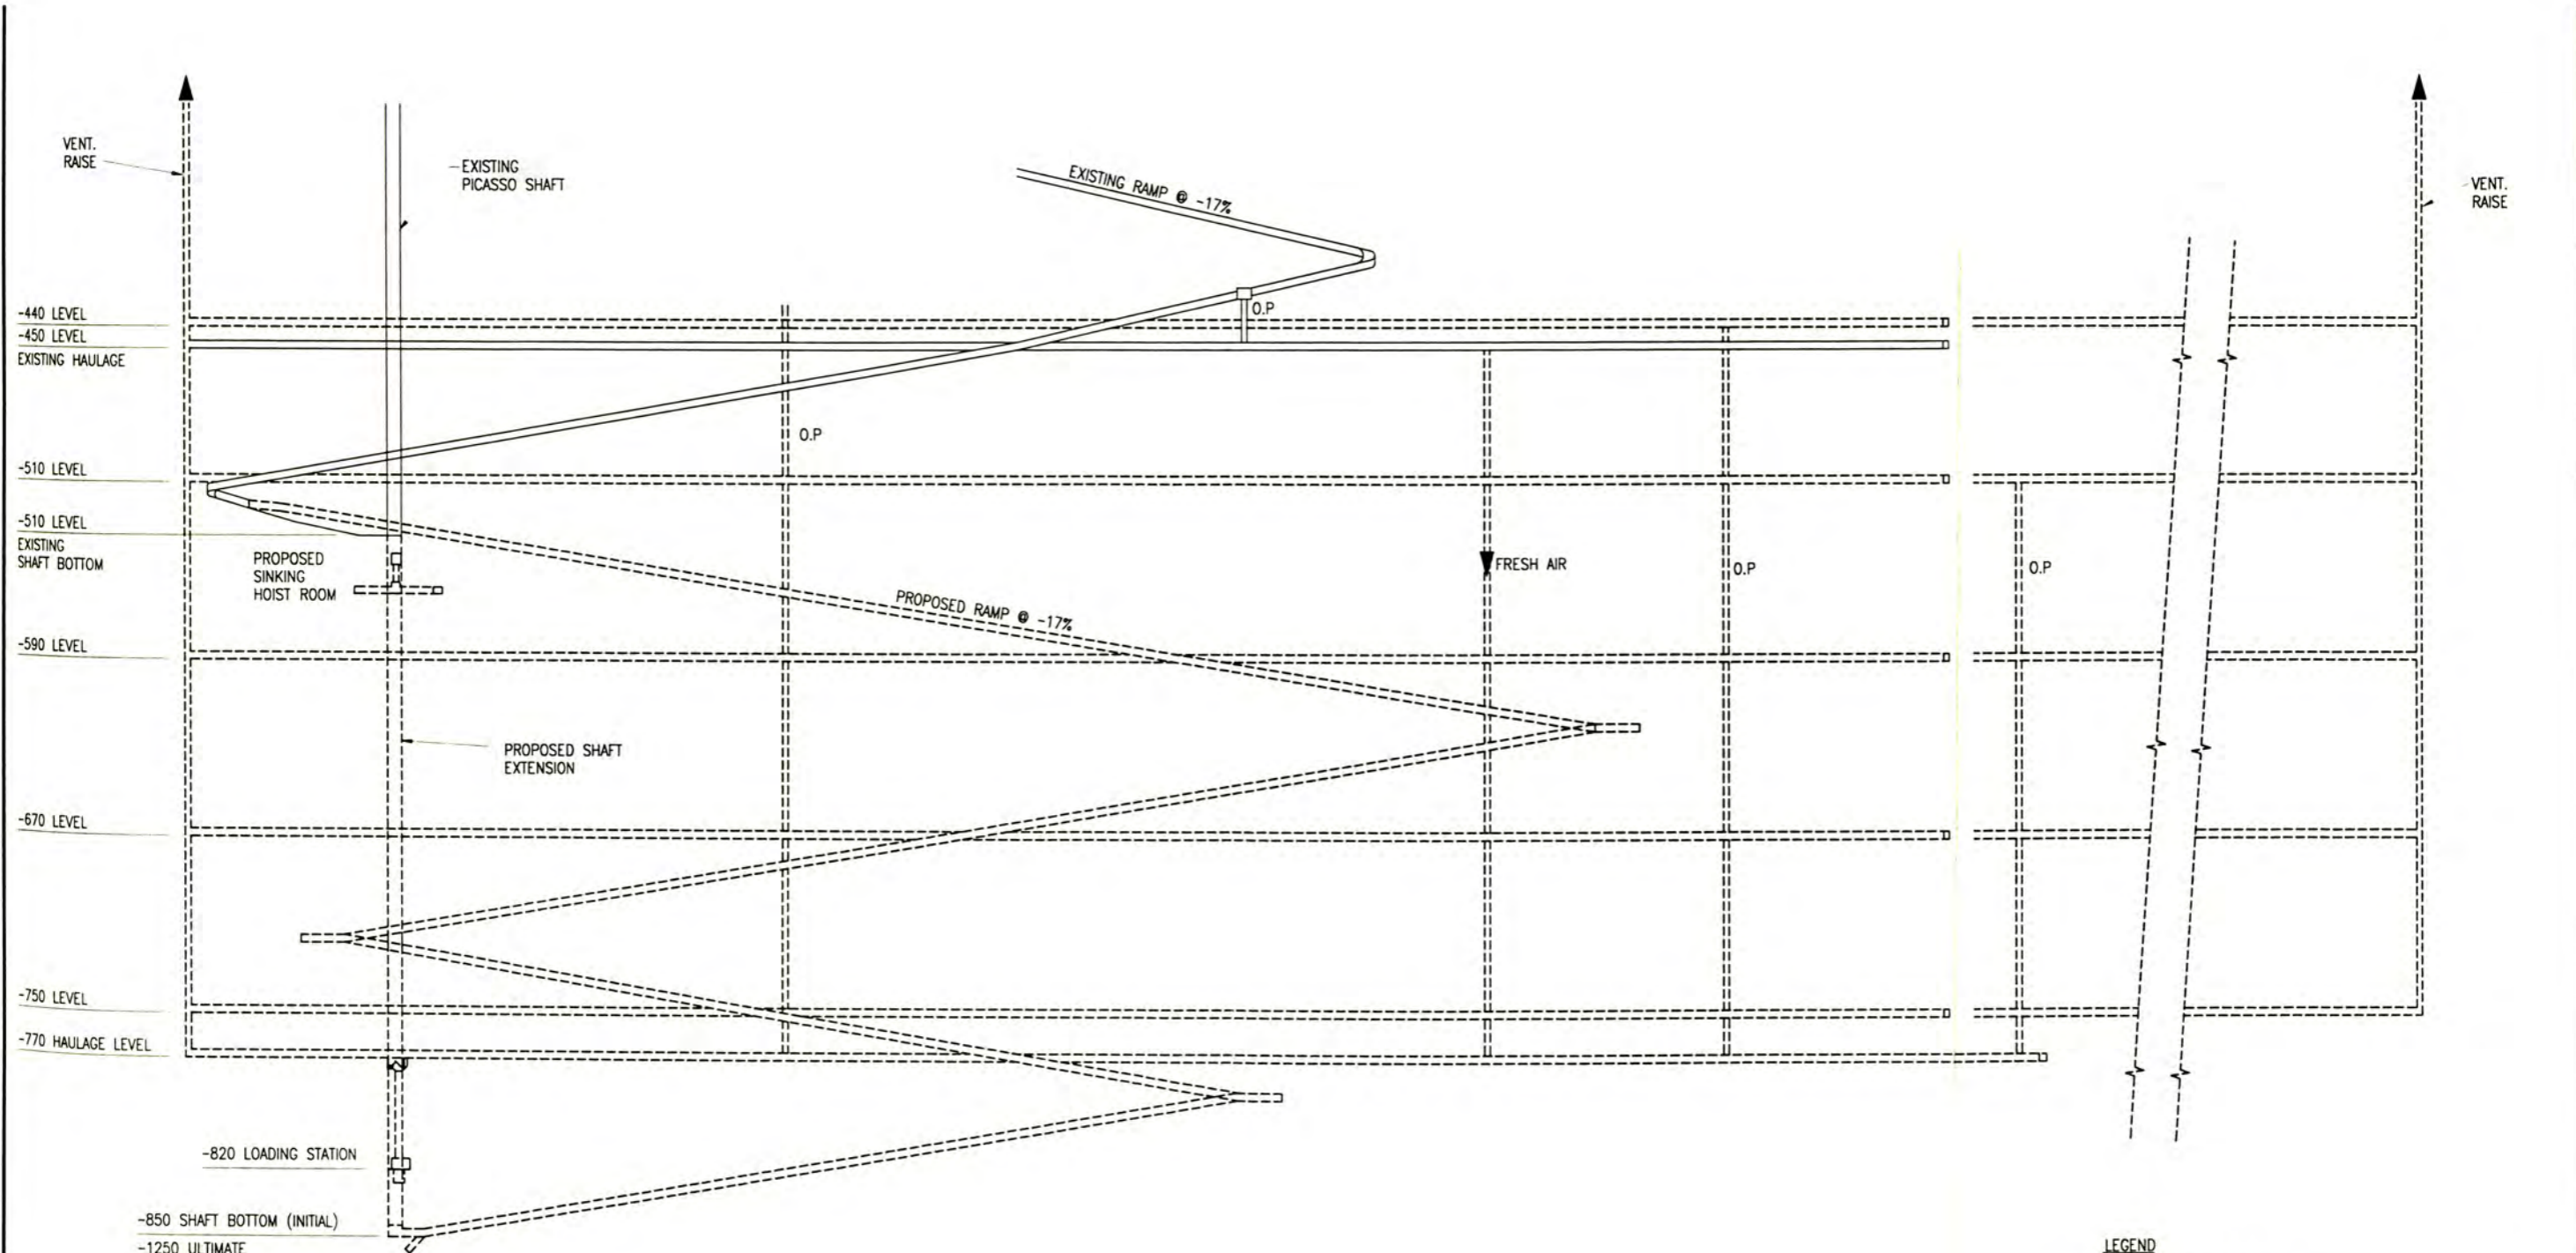 VENT.
RAISE
EXISTING
PICASSO SHAFT
EXISTING RAMP @ -17%
VENT.
RAISE
-440 LEVEL
O.P
-450 LEVEL
EXISTING HAULAGE
O.P
-510 LEVEL
-510 LEVEL
EXISTING
SHAFT BOTTOM
PROPOSED
SINKING
HOIST ROOM
FRESH AIR
O.P
O.P
PROPOSED RAMP @ -17%
-590 LEVEL
PROPOSED SHAFT
EXTENSION
-670 LEVEL
-750 LEVEL
-770 HAULAGE LEVEL
-820 LOADING STATION
-850 SHAFT BOTTOM (INITIAL)
-1250 ULTIMATE
LEGEND